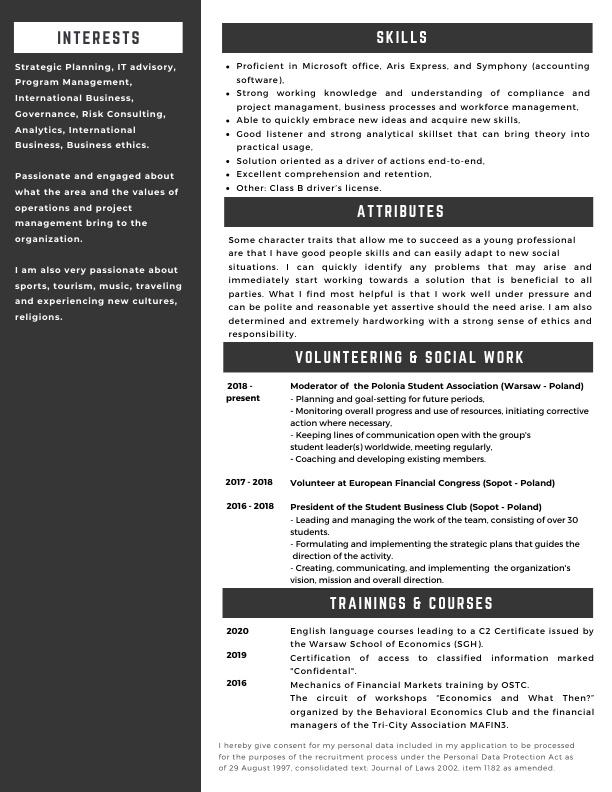 INTERESTS
Strategic Planning, IT advisory,
Program Management,
International Business,
Governance, Risk Consulting,
Analytics, International
Business, Business ethics.
Passionate and engaged about
what the area and the values of
operations and project
management bring to the
organization.
I am also very passionate about
sports, tourism, music, traveling
and experiencing new cultures,
religions.
SKILLS
• Proficient in Microsoft office, Aris Express, and Symphony (accounting
software),
• Strong working knowledge and understanding of compliance and
project managament, business processes and workforce management,
• Able to quickly embrace new ideas and acquire new skills,
• Good listener and strong analytical skillset that can bring theory into
practical usage,
• Solution oriented as a driver of actions end-to-end,
• Excellent comprehension and retention,
• Other: Class B driver's license.
ATTRIBUTES
Some character traits that allow me to succeed as a young professional
are that I have good people skills and can easily adapt to new social
situations. I can quickly identify any problems that may arise and
immediately start working towards a solution that is beneficial to all
parties. What I find most helpful is that I work well under pressure and
can be polite and reasonable yet assertive should the need arise. I am also
determined and extremely hardworking with a strong sense of ethics and
responsibility.
VOLUNTEERING & SOCIAL WORK
2018 - Moderator of the Polonia Student Association (Warsaw - Poland)
present - Planning and goal-setting for future periods,
- Monitoring overall progress and use of resources, initiating corrective
action where necessary,
- Keeping lines of communication open with the group's
student leader(s) worldwide, meeting regularly,
- Coaching and developing existing members.
2017 - 2018 Volunteer at European Financial Congress (Sopot - Poland)
2016 - 2018 President of the Student Business Club (Sopot - Poland)
- Leading and managing the work of the team, consisting of over 30
students.
- Formulating and implementing the strategic plans that guides the
direction of the activity.
- Creating, communicating, and implementing the organization's
vision, mission and overall direction.
TRAININGS & COURSES
2020 English language courses leading to a C2 Certificate issued by
the Warsaw School of Economics (SGH).
2019 Certification of access to classified information marked
"Confidental".
2016 Mechanics of Financial Markets training by OSTC.
The circuit of workshops "Economics and What Then?"
organized by the Behavioral Economics Club and the financial
managers of the Tri-City Association MAFIN3.
I hereby give consent for my personal data included in my application to be processed
for the purposes of the recruitment process under the Personal Data Protection Act as
of 29 August 1997, consolidated text: Journal of Laws 2002, item 1182 as amended.